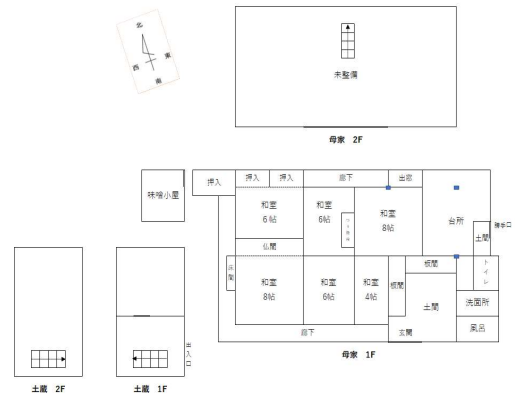 北
東
西
南
未整備
母家 2F
味噌小屋
押入
押入
押入
廊下
出窓
和室
6帖
和室
6帖
和室
8帖
台所
勝手口
土間
仏間
床間
和室
8帖
和室
6帖
和室
4帖
板間
板間
土間
トイレ
洗面所
風呂
廊下
玄関
出入口
母家 1F
土蔵 2F
土蔵 1F